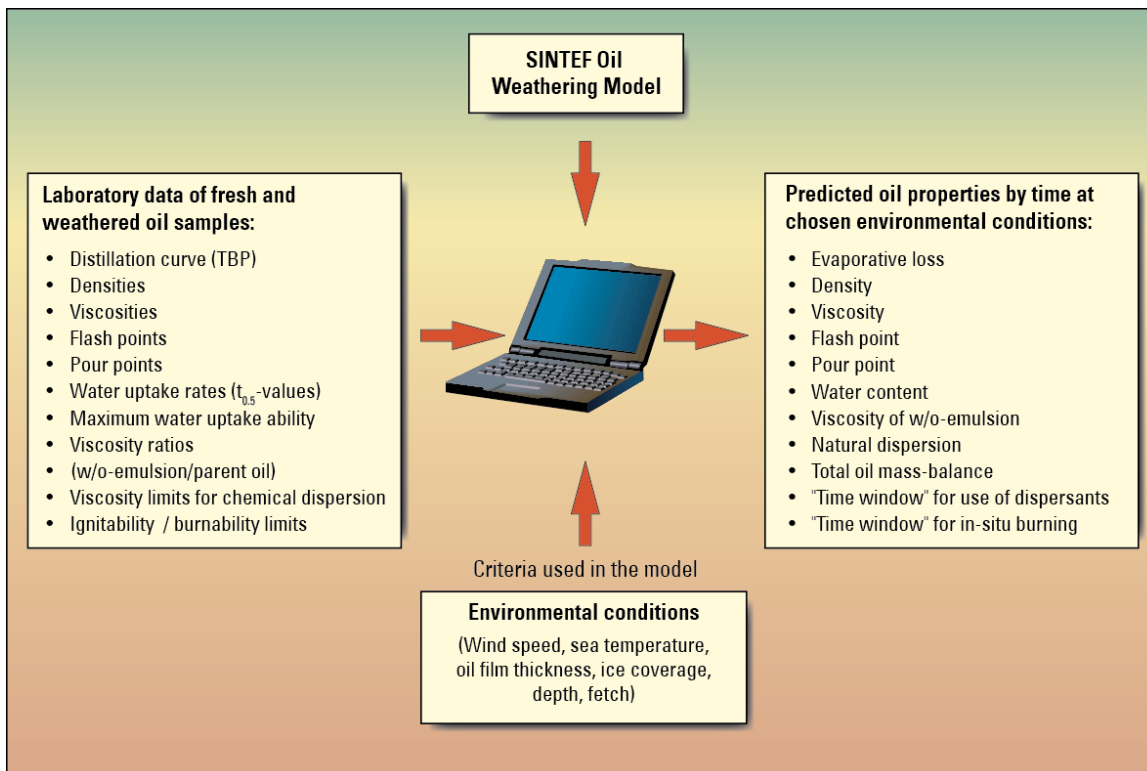 SINTEF Oil
Weathering Model
Laboratory data of fresh and
weathered oil samples:
• Distillation curve (TBP)
• Densities
• Viscosities
• Flash points
• Pour points
• Water uptake rates (t0.5-values)
• Maximum water uptake ability
• Viscosity ratios
• (w/o-emulsion/parent oil)
• Viscosity limits for chemical dispersion
• Ignitability / burnability limits
Predicted oil properties by time at
chosen environmental conditions:
• Evaporative loss
• Density
• Viscosity
• Flash point
• Pour point
• Water content
• Viscosity of w/o-emulsion
• Natural dispersion
• Total oil mass-balance
• "Time window" for use of dispersants
• "Time window" for in-situ burning
Criteria used in the model
Environmental conditions
(Wind speed, sea temperature,
oil film thickness, ice coverage,
depth, fetch)